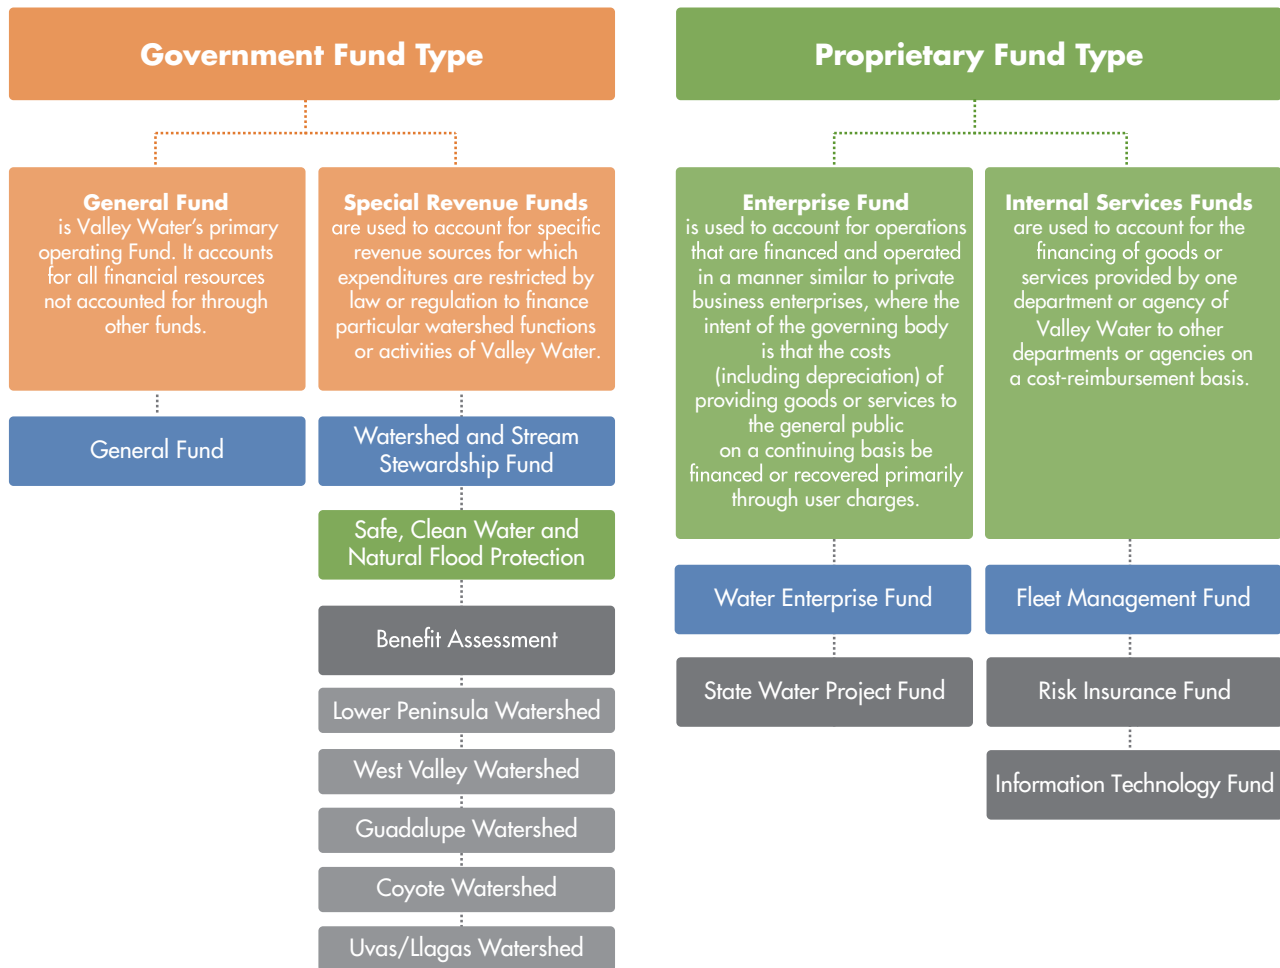 Government Fund Type
General Fund
is Valley Water's primary
operating Fund. It accounts
for all financial resources
not accounted for through
other funds.
General Fund
Special Revenue Funds
are used to account for specific
revenue sources for which
expenditures are restricted by
law or regulation to finance
particular watershed functions
or activities of Valley Water.
Watershed and Stream
Stewardship Fund
Safe, Clean Water and
Natural Flood Protection
Benefit Assessment
Lower Peninsula Watershed
West Valley Watershed
Guadalupe Watershed
Coyote Watershed
Uvas/Llagas Watershed
Proprietary Fund Type
Enterprise Fund
is used to account for operations
that are financed and operated
in a manner similar to private
business enterprises, where the
intent of the governing body
is that the costs
(including depreciation) of
providing goods or services to
the general public
on a continuing basis be
financed or recovered primarily
through user charges.
Water Enterprise Fund
State Water Project Fund
Internal Services Funds
are used to account for the
financing of goods or
services provided by one
department or agency of
Valley Water to other
departments or agencies on
a cost-reimbursement basis.
Fleet Management Fund
Risk Insurance Fund
Information Technology Fund